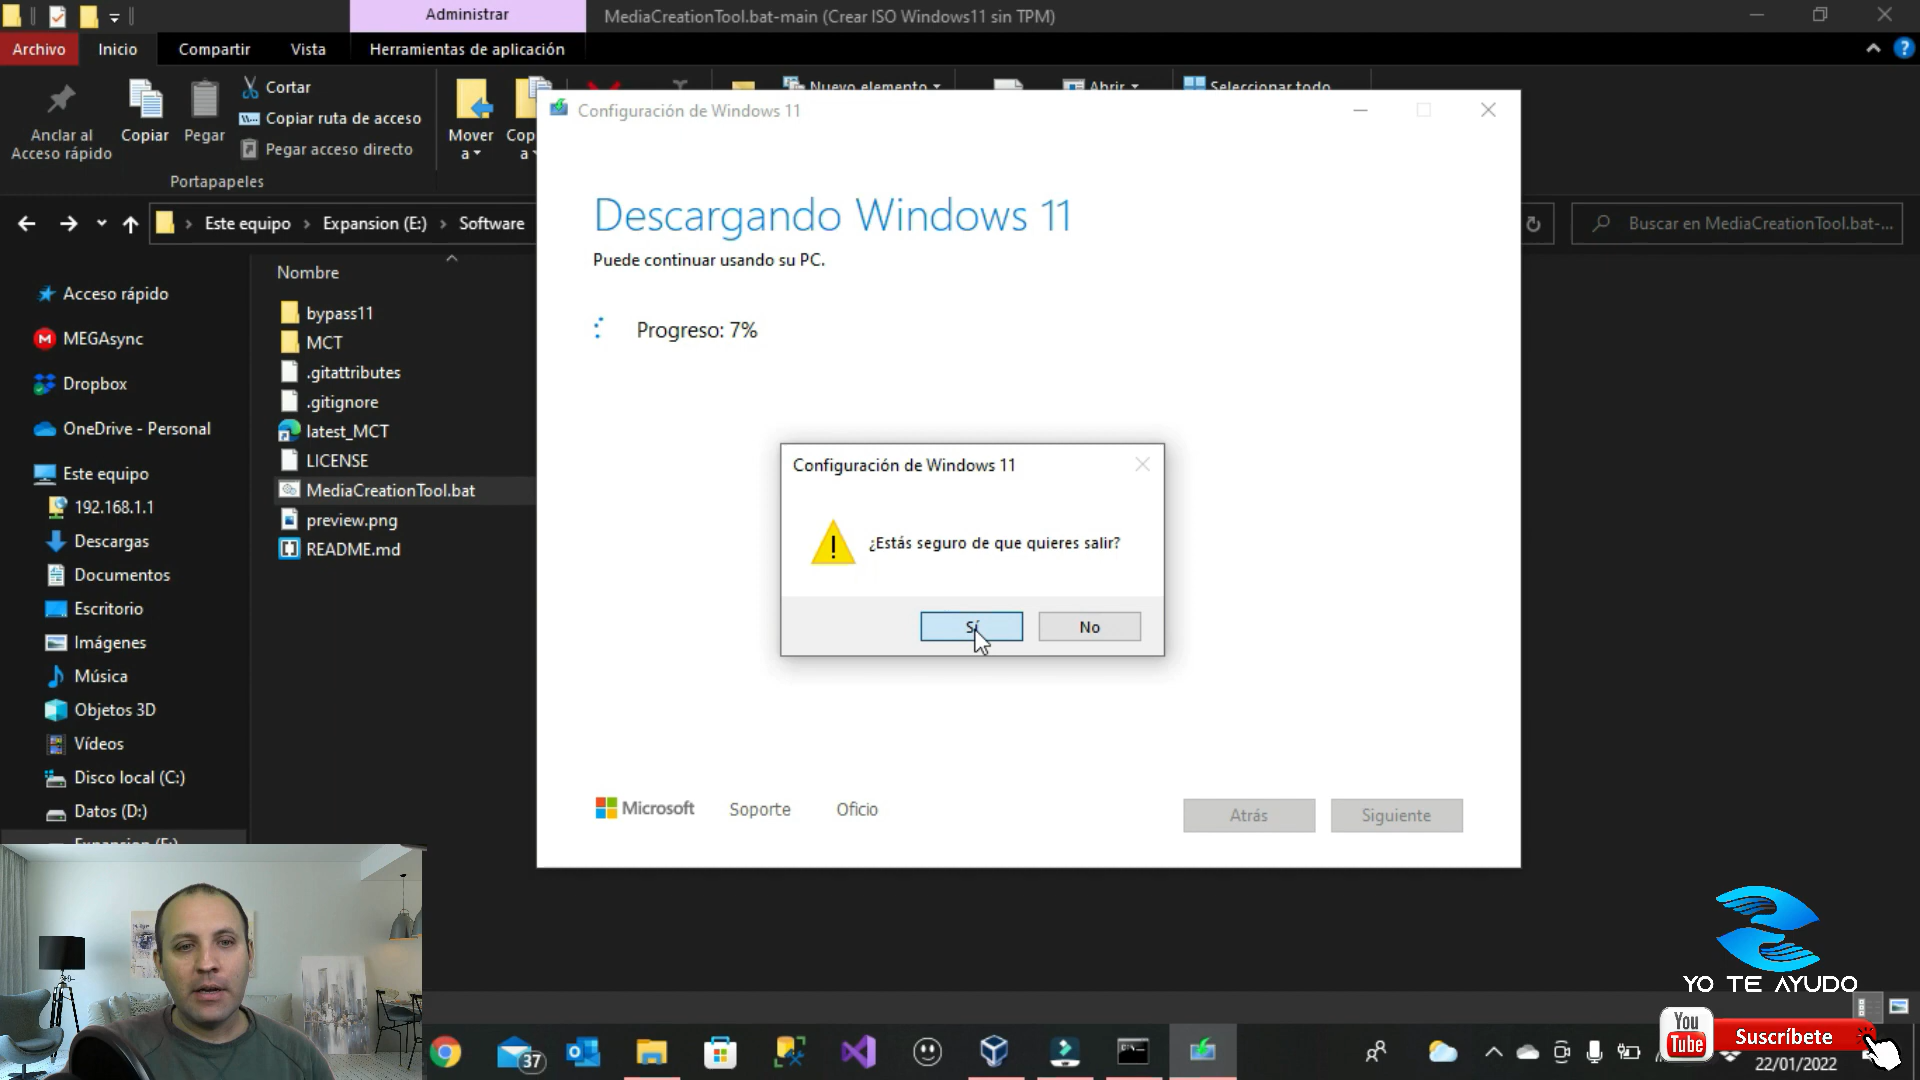 Administrar
MediaCreationTool.bat-main (Crear ISO Windows11 sin TPM)
Archivo
Inicio
Compartir
Vista
Herramientas de aplicación
Anclar al
Acceso rápido
Copiar
Pegar
Cortar
Copiar ruta de acceso
Pegar acceso directo
Mover
a
Portapapeles
Nuevo elemento
Abrir
Seleccionar todo
Este equipo
Expansion (E:)
Software
Buscar en MediaCreationTool.bat-...
Acceso rápido
MEGAsync
Dropbox
OneDrive - Personal
Este equipo
192.168.1.1
Descargas
Documentos
Escritorio
Imágenes
Música
Objetos 3D
Vídeos
Disco local (C:)
Datos (D:)
Nombre
bypass11
MCT
.gitattributes
.gitignore
latest_MCT
LICENSE
MediaCreationTool.bat
preview.png
README.md
Configuración de Windows 11
Descargando Windows 11
Puede continuar usando su PC.
Progreso: 7%
Configuración de Windows 11
¿Estás seguro de que quieres salir?
Sí
No
Microsoft
Soporte
Oficio
Atrás
Siguiente
YO TE AYUDO
You
Tube
Suscríbete
37
22/01/2022